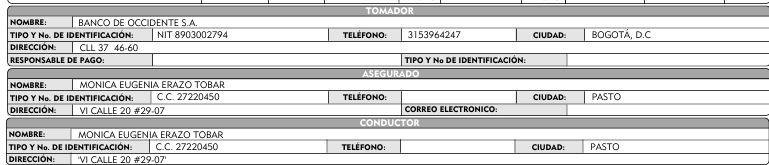 TOMADOR
NOMBRE: BANCO DE OCCIDENTE S.A.
TIPO Y No. DE IDENTIFICACIÓN: NIT 8903002794 TELÉFONO: 3153964247 CIUDAD: BOGOTÁ, D.C
DIRECCIÓN: CLL 37 46-60
RESPONSABLE DE PAGO: TIPO Y No DE IDENTIFICACIÓN:
ASEGURADO
NOMBRE: MONICA EUGENIA ERAZO TOBAR
TIPO Y No. DE IDENTIFICACIÓN: C.C. 27220450 TELÉFONO: CIUDAD: PASTO
DIRECCIÓN: 'VI CALLE 20 #29-07 CORREO ELECTRONICO:
CONDUCTOR
NOMBRE: MONICA EUGENIA ERAZO TOBAR
TIPO Y No. DE IDENTIFICACIÓN: C.C. 27220450 TELÉFONO: CIUDAD: PASTO
DIRECCIÓN: 'VI CALLE 20 #29-07'